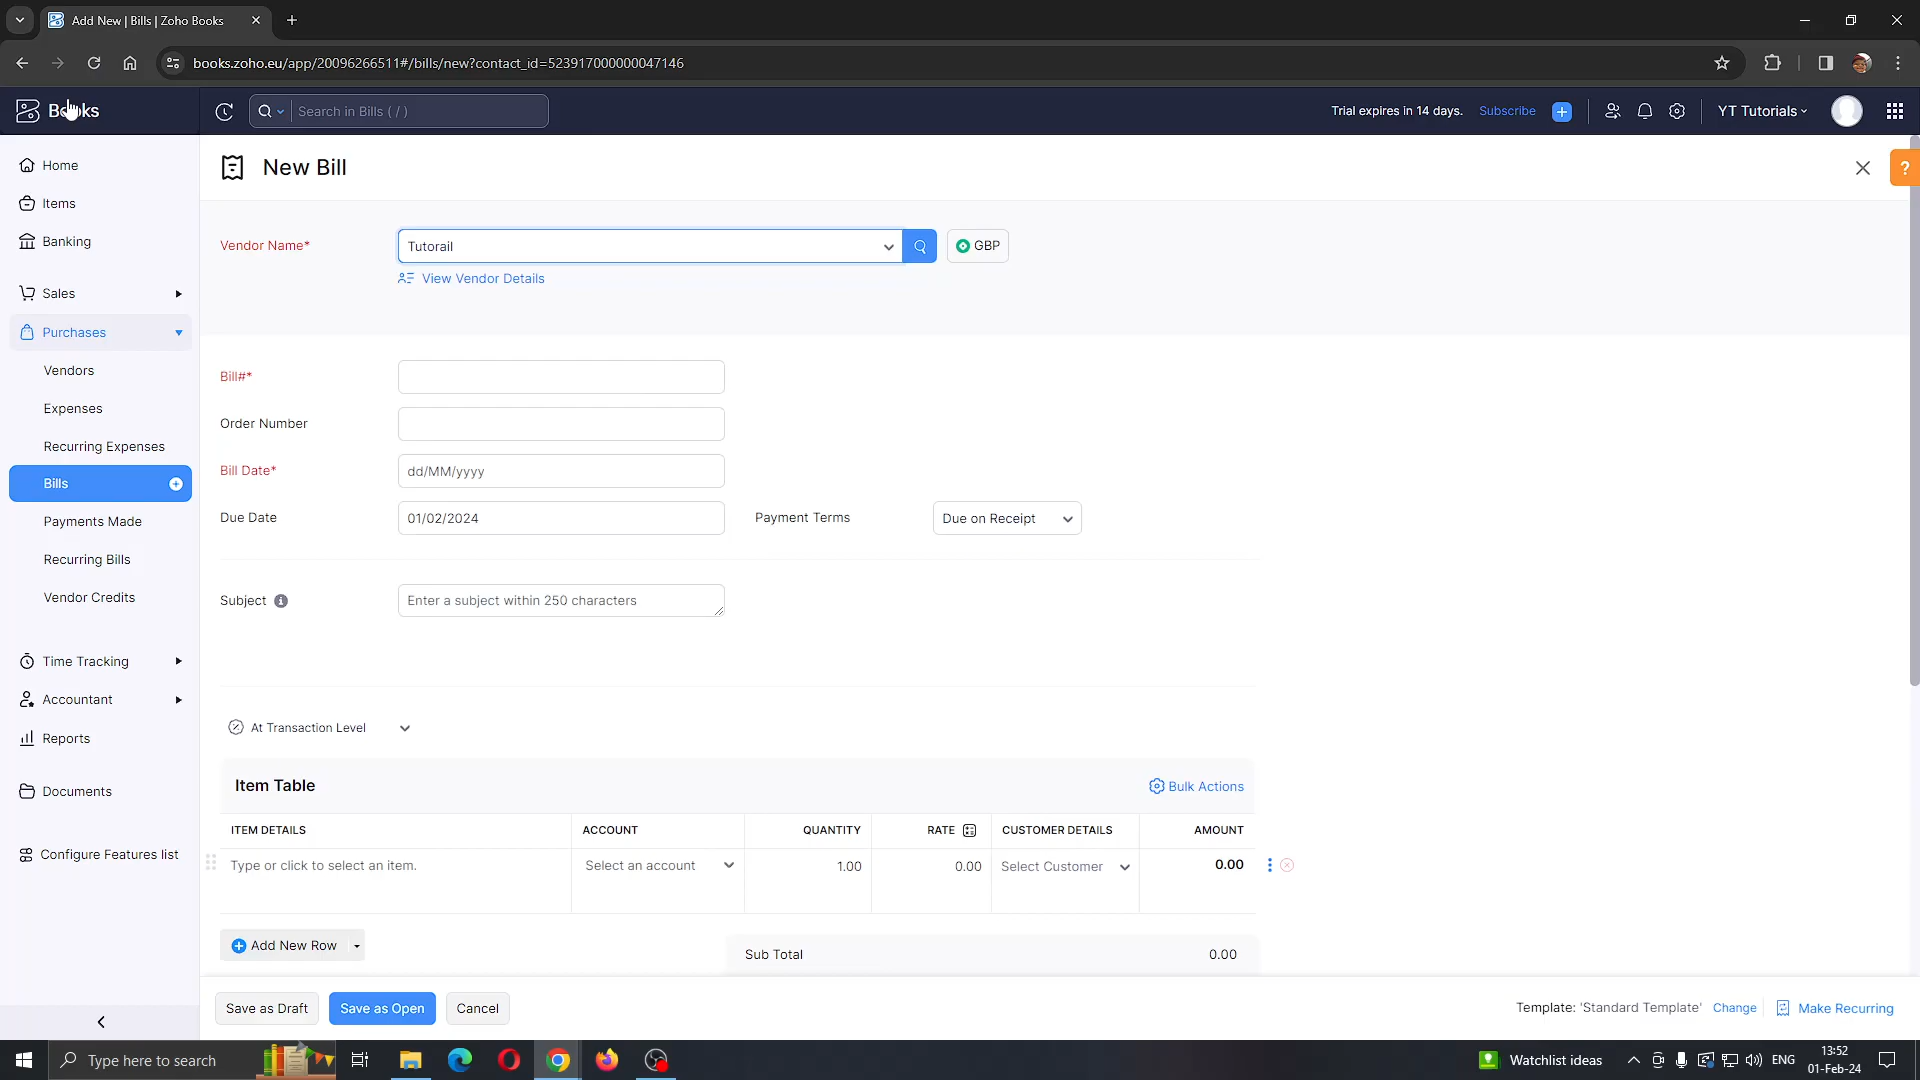 Add New | Bills | Zoho Books
books.zoho.eu/app/20096266511#/bills/new?contact_id=523917000000047146
Books
Search in Bills ( / )
Trial expires in 14 days. Subscribe
YT Tutorials
Home
Items
Banking
Sales
Purchases
Vendors
Expenses
Recurring Expenses
Bills
Payments Made
Recurring Bills
Vendor Credits
Time Tracking
Accountant
Reports
Documents
Configure Features list
New Bill
?
Vendor Name*
Tutorail
GBP
View Vendor Details
Bill#*
Order Number
Bill Date*
dd/MM/yyyy
Due Date
01/02/2024
Payment Terms
Due on Receipt
Subject
Enter a subject within 250 characters
At Transaction Level
Item Table
Bulk Actions
ITEM DETAILS ACCOUNT QUANTITY RATE CUSTOMER DETAILS AMOUNT
Type or click to select an item. Select an account 1.00 0.00 Select Customer 0.00
Add New Row
Sub Total 0.00
Save as Draft
Save as Open
Cancel
Template: 'Standard Template' Change
Make Recurring
Type here to search
Watchlist ideas
ENG
13:52
01-Feb-24